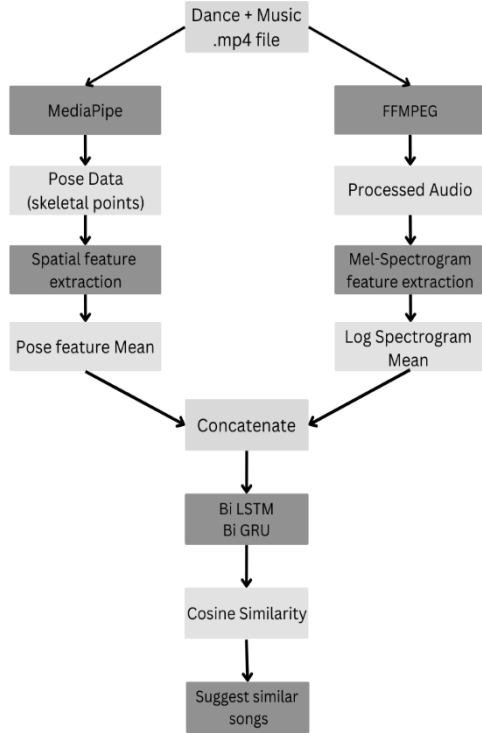 Dance + Music
.mp4 file
MediaPipe
FFMPEG
Pose Data
(skeletal points)
Processed Audio
Spatial feature
extraction
Mel-Spectrogram
feature extraction
Pose feature Mean
Log Spectrogram
Mean
Concatenate
Bi LSTM
Bi GRU
Cosine Similarity
Suggest similar
songs